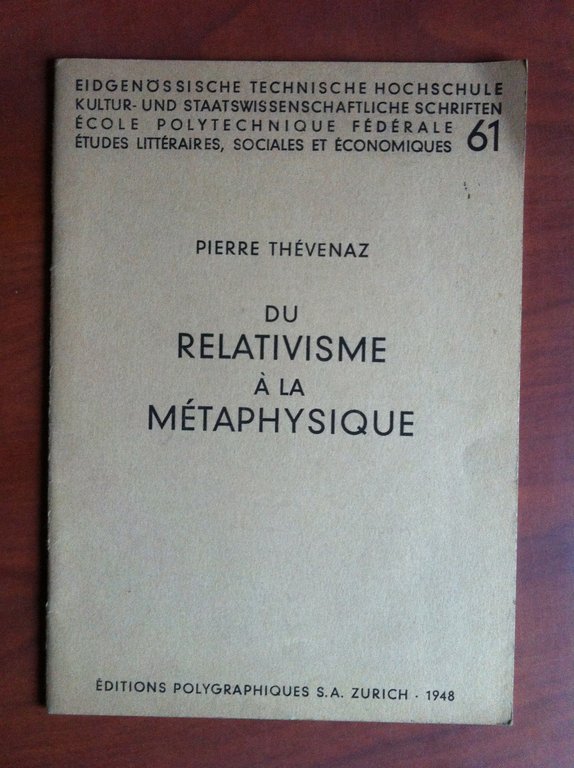 EIDGENÖSSISCHE TECHNISCHE HOCHSCHULE
KULTUR- UND STAATSWISSENSCHAFTLICHE SCHRIFTEN
ÉCOLE POLYTECHNIQUE FÉDÉRALE
ÉTUDES LITTÉRAIRES, SOCIALES ET ÉCONOMIQUES 61
PIERRE THÉVENAZ
DU
RELATIVISME
À LA
MÉTAPHYSIQUE
ÉDITIONS POLYGRAPHIQUES S.A. ZURICH · 1948